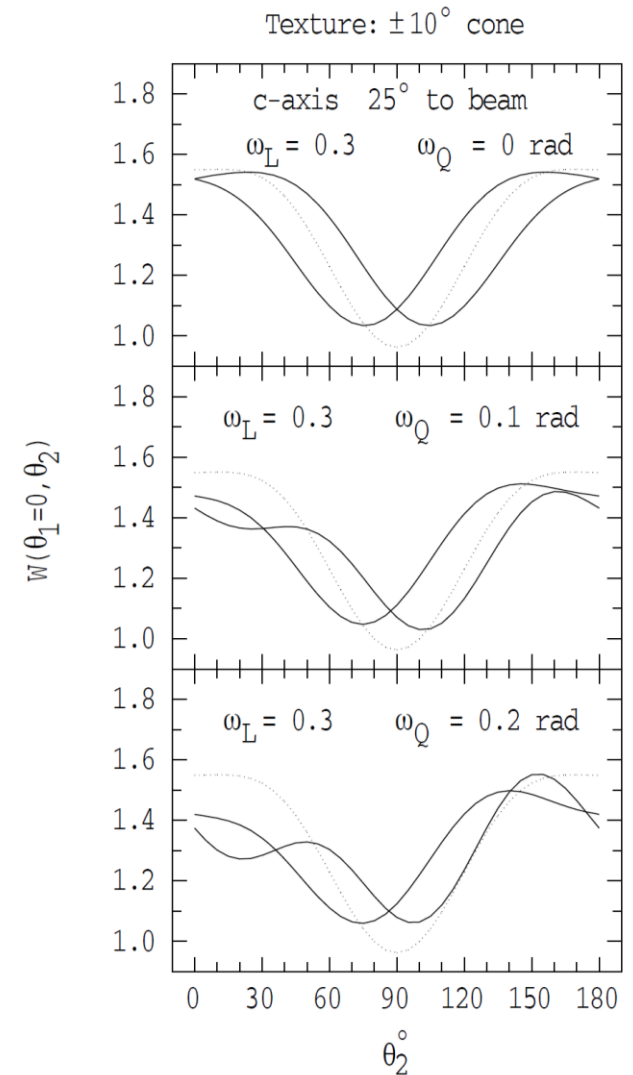 Texture: ±10° cone
c-axis 25° to beam
ω_L = 0.3 ω_Q = 0 rad
1.8
1.6
1.4
1.2
1.0
ω_L = 0.3 ω_Q = 0.1 rad
1.8
1.6
1.4
1.2
1.0
W(θ_1=0,θ_2)
ω_L = 0.3 ω_Q = 0.2 rad
1.8
1.6
1.4
1.2
1.0
0 30 60 90 120 150 180
θ_2°